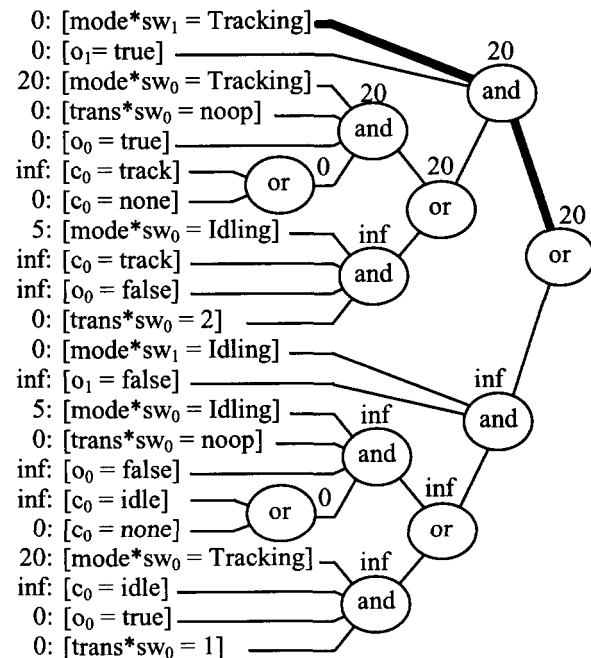 0: [mode*sw₁ = Tracking]
20
0: [o₁= true]
and
20: [mode*sw₀ = Tracking]
20
0: [trans*sw₀ = noop]
and
0: [o₀ = true]
20
inf: [c₀ = track]
or
0
0: [c₀ = none]
or
20
5: [mode*sw₀ = Idling]
inf
or
inf: [c₀ = track]
and
inf: [o₀ = false]
0: [trans*sw₀ = 2]
0: [mode*sw₁ = Idling]
inf
inf: [o₁ = false]
and
5: [mode*sw₀ = Idling]
inf
0: [trans*sw₀ = noop]
and
inf: [o₀ = false]
inf
inf: [c₀ = idle]
or
0
0: [c₀ = none]
or
20: [mode*sw₀ = Tracking]
inf
inf: [c₀ = idle]
and
0: [o₀ = true]
0: [trans*sw₀ = 1]